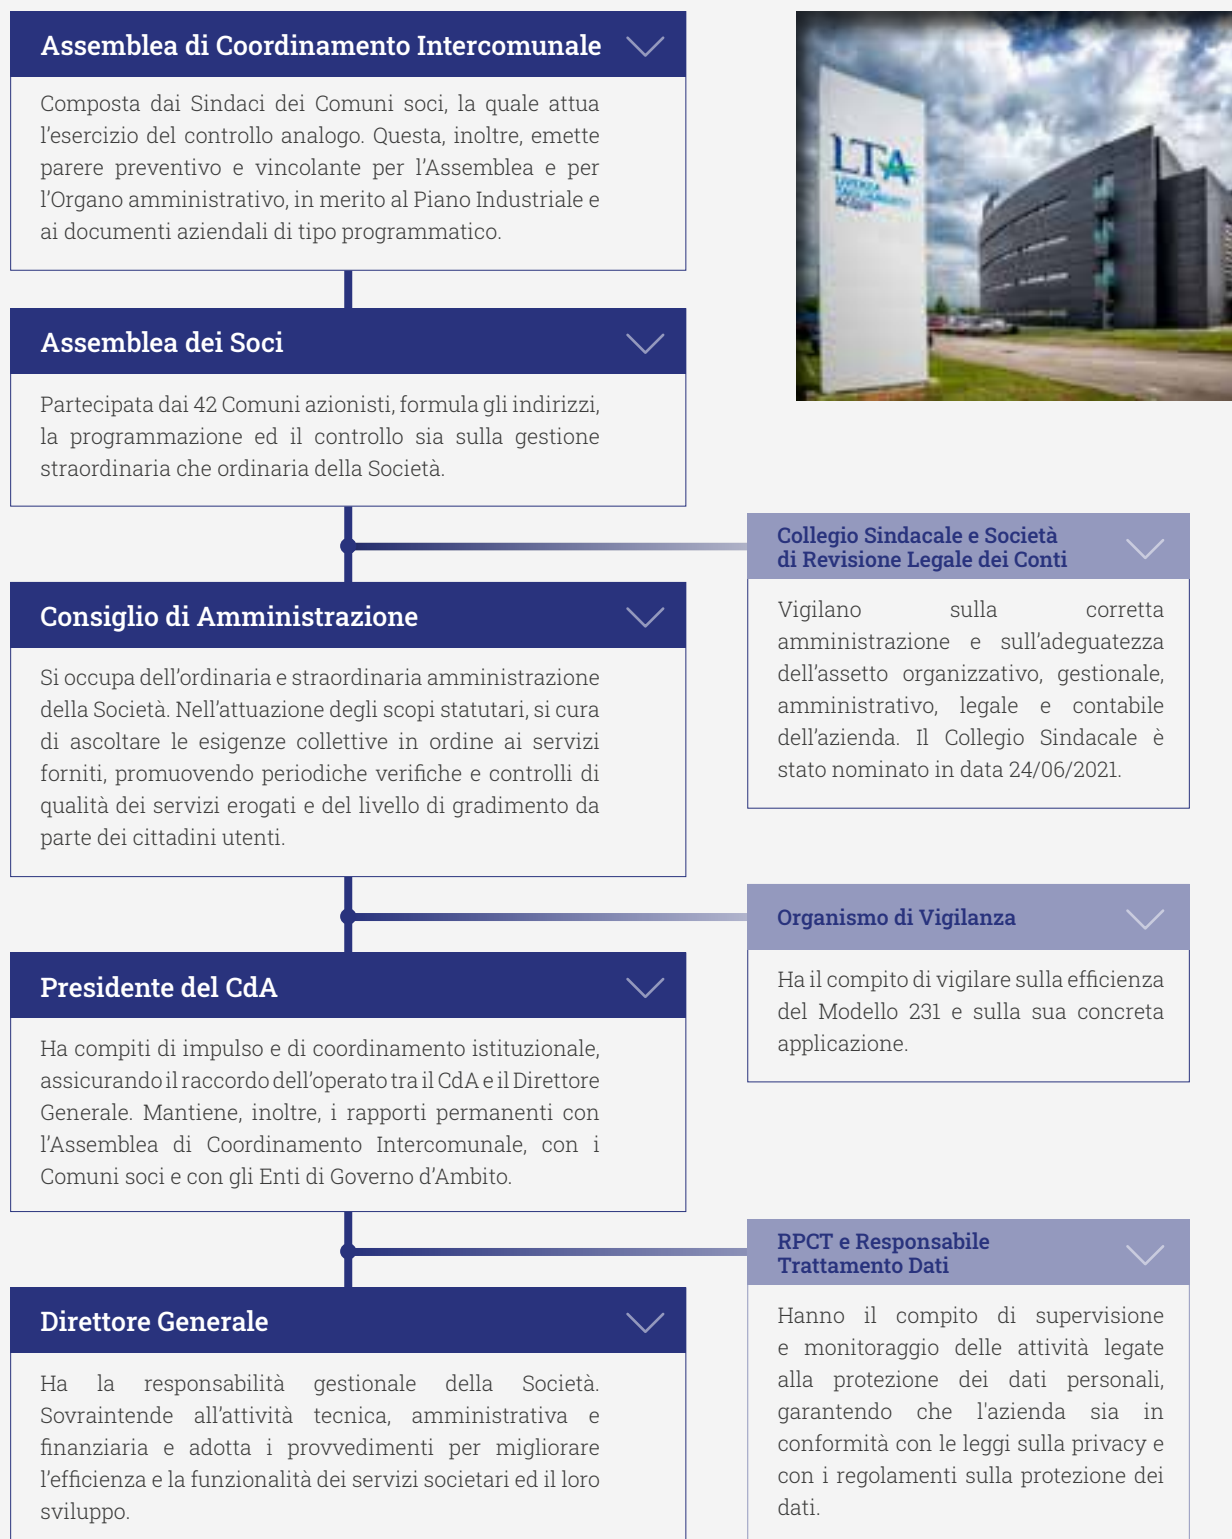 Assemblea di Coordinamento Intercomunale
Composta dai Sindaci dei Comuni soci, la quale attua
l’esercizio del controllo analogo. Questa, inoltre, emette
parere preventivo e vincolante per l’Assemblea e per
l’Organo amministrativo, in merito al Piano Industriale e
ai documenti aziendali di tipo programmatico.
LTA
LIVENZA
TAGLIAMENTO
ACQUE
Assemblea dei Soci
Partecipata dai 42 Comuni azionisti, formula gli indirizzi,
la programmazione ed il controllo sia sulla gestione
straordinaria che ordinaria della Società.
Collegio Sindacale e Società
di Revisione Legale dei Conti
Vigilano sulla corretta
amministrazione e sull’adeguatezza
dell’assetto organizzativo, gestionale,
amministrativo, legale e contabile
dell’azienda. Il Collegio Sindacale è
stato nominato in data 24/06/2021.
Consiglio di Amministrazione
Si occupa dell’ordinaria e straordinaria amministrazione
della Società. Nell’attuazione degli scopi statutari, si cura
di ascoltare le esigenze collettive in ordine ai servizi
forniti, promuovendo periodiche verifiche e controlli di
qualità dei servizi erogati e del livello di gradimento da
parte dei cittadini utenti.
Organismo di Vigilanza
Ha il compito di vigilare sulla efficienza
del Modello 231 e sulla sua concreta
applicazione.
Presidente del CdA
Ha compiti di impulso e di coordinamento istituzionale,
assicurando il raccordo dell’operato tra il CdA e il Direttore
Generale. Mantiene, inoltre, i rapporti permanenti con
l’Assemblea di Coordinamento Intercomunale, con i
Comuni soci e con gli Enti di Governo d’Ambito.
RPCT e Responsabile
Trattamento Dati
Hanno il compito di supervisione
e monitoraggio delle attività legate
alla protezione dei dati personali,
garantendo che l'azienda sia in
conformità con le leggi sulla privacy e
con i regolamenti sulla protezione dei
dati.
Direttore Generale
Ha la responsabilità gestionale della Società.
Sovraintende all’attività tecnica, amministrativa e
finanziaria e adotta i provvedimenti per migliorare
l’efficienza e la funzionalità dei servizi societari ed il loro
sviluppo.